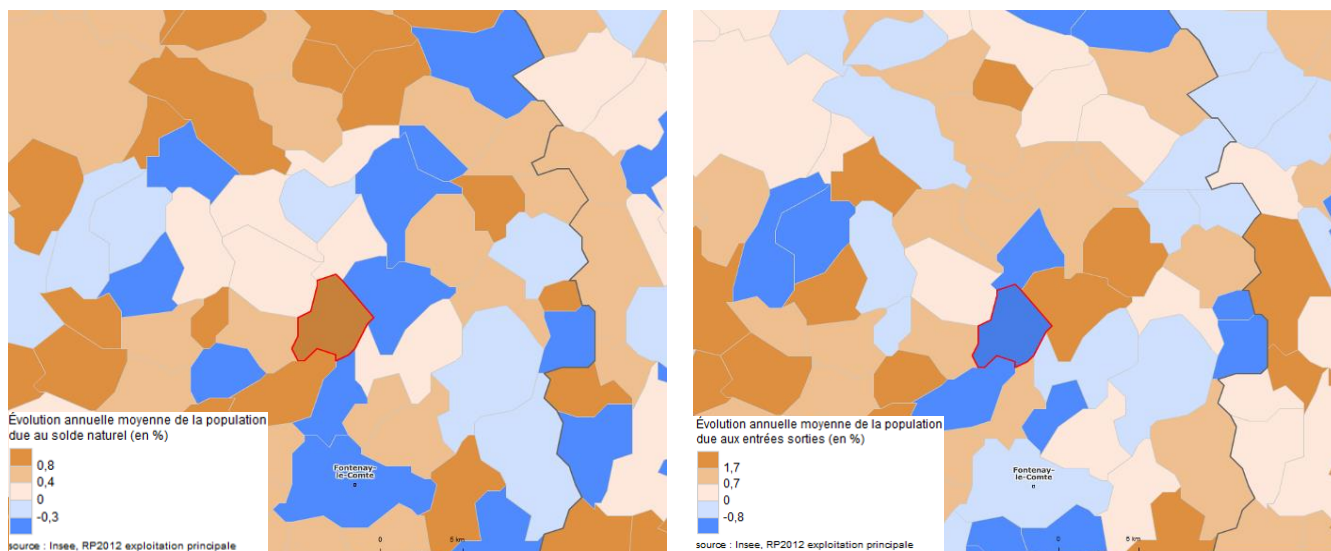 Fontenay-
le-Comte
Évolution annuelle moyenne de la population
due au solde naturel (en %)
0,8
0,4
0
-0,3
source : Insee, RP2012 exploitation principale
0
5 km
Fontenay-
le-Comte
Évolution annuelle moyenne de la population
due aux entrées sorties (en %)
1,7
0,7
0
-0,8
source : Insee, RP2012 exploitation principale
0
5 km